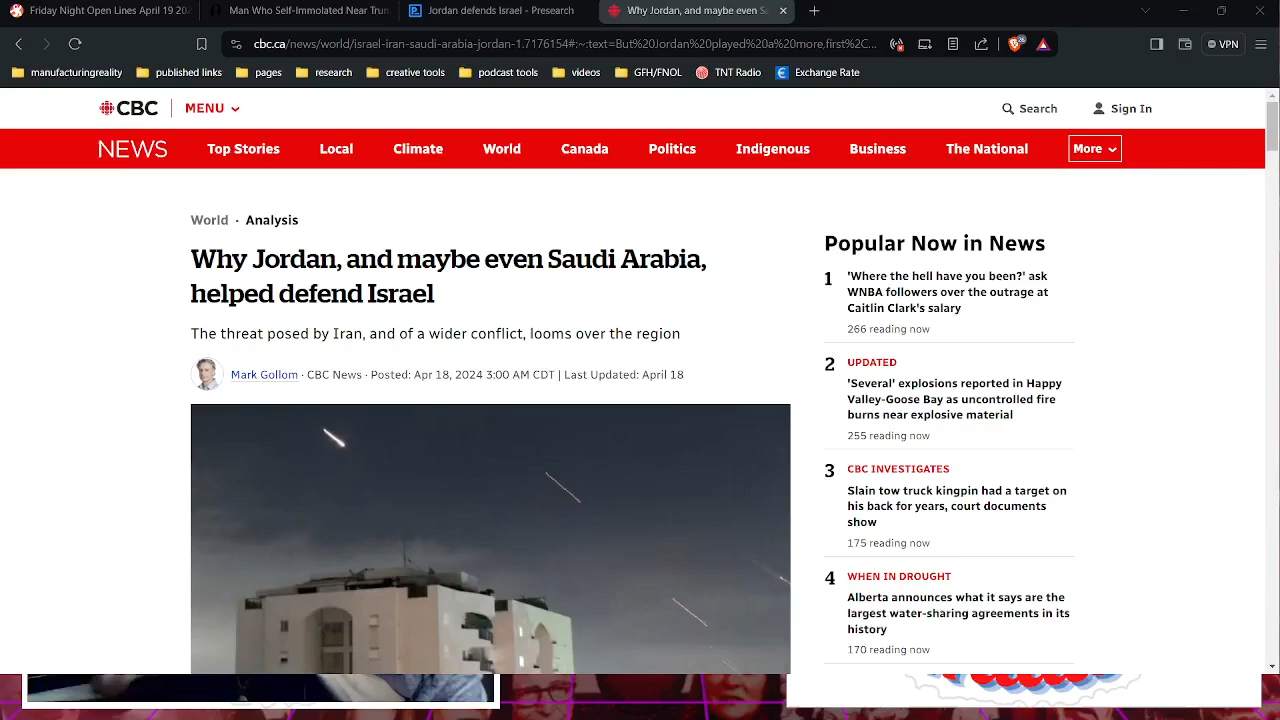 Friday Night Open Lines April 19 202
Man Who Self-Immolated Near Trun
Jordan defends Israel - Presearch
Why Jordan, and maybe even S
cbc.ca/news/world/israel-iran-saudi-arabia-jordan-1.7176154#:~:text=But%20Jordan%20played%20a%20more,first%2C...
26
VPN
manufacturingreality
published links
pages
research
creative tools
podcast tools
videos
GFH/FNOL
TNT Radio
Exchange Rate
CBC
MENU
Search
Sign In
NEWS
Top Stories
Local
Climate
World
Canada
Politics
Indigenous
Business
The National
More
World · Analysis
Why Jordan, and maybe even Saudi Arabia,
helped defend Israel
The threat posed by Iran, and of a wider conflict, looms over the region
Mark Gollom · CBC News · Posted: Apr 18, 2024 3:00 AM CDT | Last Updated: April 18
Popular Now in News
1
'Where the hell have you been?' ask
WNBA followers over the outrage at
Caitlin Clark's salary
266 reading now
2
UPDATED
'Several' explosions reported in Happy
Valley-Goose Bay as uncontrolled fire
burns near explosive material
255 reading now
3
CBC INVESTIGATES
Slain tow truck kingpin had a target on
his back for years, court documents
show
175 reading now
4
WHEN IN DROUGHT
Alberta announces what it says are the
largest water-sharing agreements in its
history
170 reading now